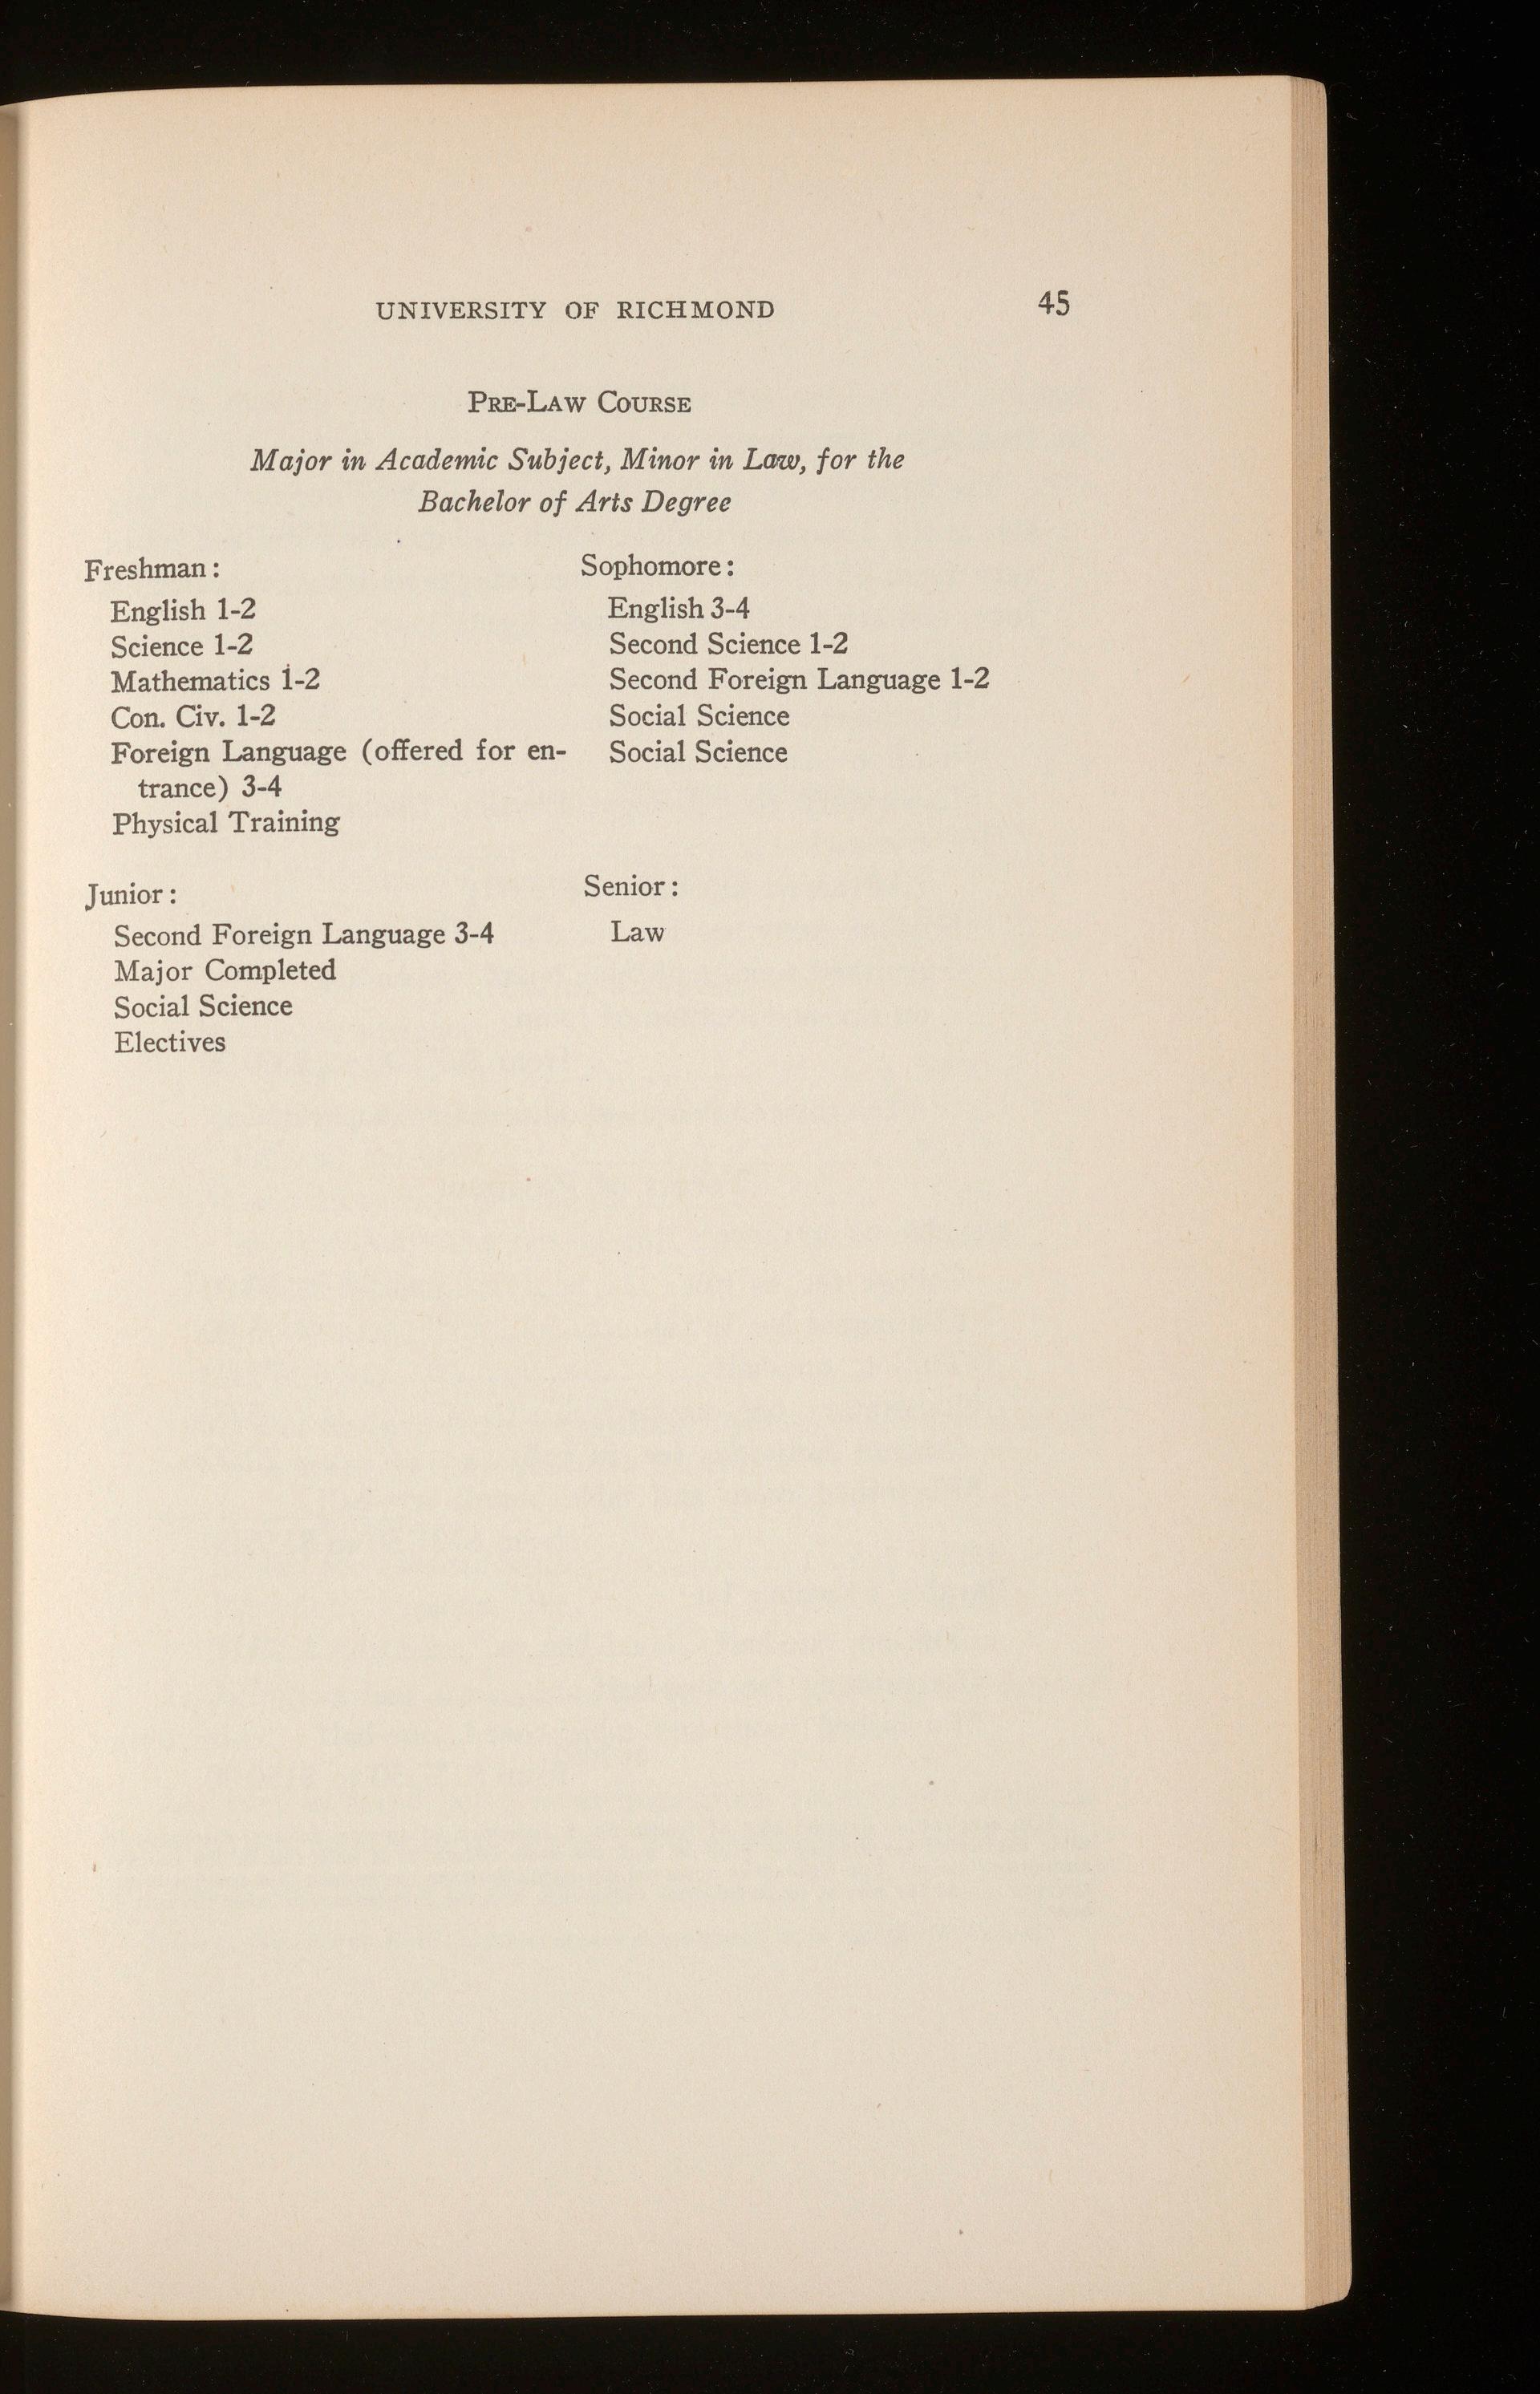 UNIVERSITY OF RICHMOND 45
PRE-LAW COURSE
Major in Academic Subject, Minor in Law, for the
Bachelor of Arts Degree
Freshman:
English 1-2
Science 1-2
Mathematics 1-2
Con. Civ. 1-2
Foreign Language (offered for en-
trance) 3-4
Physical Training
Sophomore:
English 3-4
Second Science 1-2
Second Foreign Language 1-2
Social Science
Social Science
Junior:
Second Foreign Language 3-4
Major Completed
Social Science
Electives
Senior:
Law